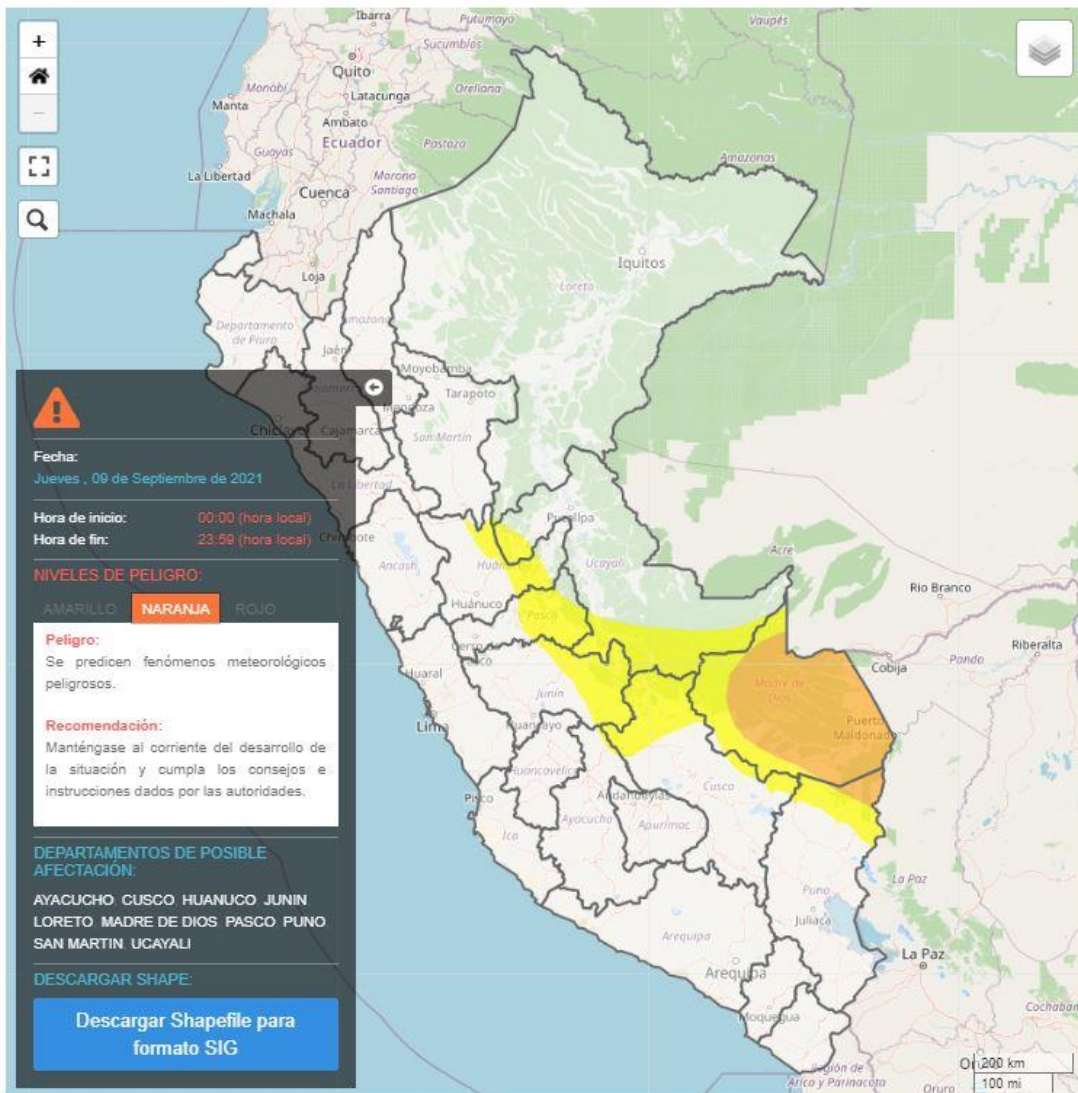 Ibarra
Putumayo
Vaupés
+
Sucumbíos
Quito
Orellana
Manabí
Latacunga
Manta
Ambato
Ecuador
Pastaza
Amazonas
Guayas
La Libertad
Morona
Santiago
Cuenca
Machala
Iquitos
Loja
Loreto
Departamento
de Piura
Jaén
Moyobamba
Tarapoto
Cajamarca
San Martín
La Libertad
Pucallpa
Ancash
Ucayali
Acre
Rio Branco
Huánuco
Pasco
Cobija
Pando
Riberalta
Huaral
Junín
Madre de
Dios
Lima
Huancayo
Puerto
Maldonado
Huancavelica
Pisco
Andahuaylas
Cusco
Ica
Ayacucho
Apurímac
La Paz
Puno
Juliaca
Arequipa
La Paz
Arequipa
Moquegua
Cochabam
200 km
100 mi
Región de
Arica y Parinacota
Oruro
Fecha:
Jueves , 09 de Septiembre de 2021
Hora de inicio: 00:00 (hora local)
Hora de fin: 23:59 (hora local)
NIVELES DE PELIGRO:
AMARILLO NARANJA ROJO
Peligro:
Se predicen fenómenos meteorológicos
peligrosos.
Recomendación:
Manténgase al corriente del desarrollo de
la situación y cumpla los consejos e
instrucciones dados por las autoridades.
DEPARTAMENTOS DE POSIBLE
AFECTACIÓN:
AYACUCHO CUSCO HUANUCO JUNIN
LORETO MADRE DE DIOS PASCO PUNO
SAN MARTIN UCAYALI
DESCARGAR SHAPE:
Descargar Shapefile para
formato SIG